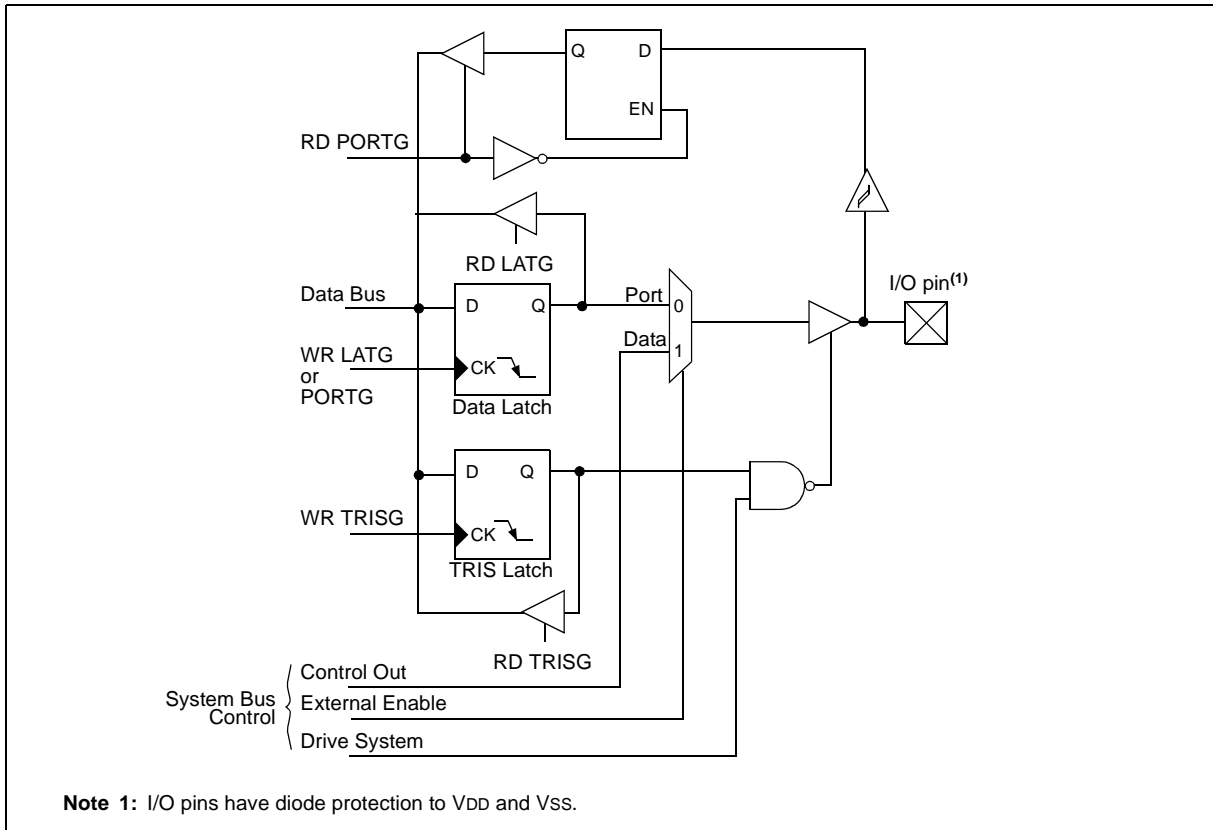 Q D
EN
RD PORTG
RD LATG
I/O pin(1)
Data Bus
D Q
Port
0
WR LATG
or
PORTG
CK
Data
1
Data Latch
D Q
WR TRISG
CK
TRIS Latch
RD TRISG
System Bus
Control
Control Out
External Enable
Drive System
Note 1: I/O pins have diode protection to VDD and VSS.